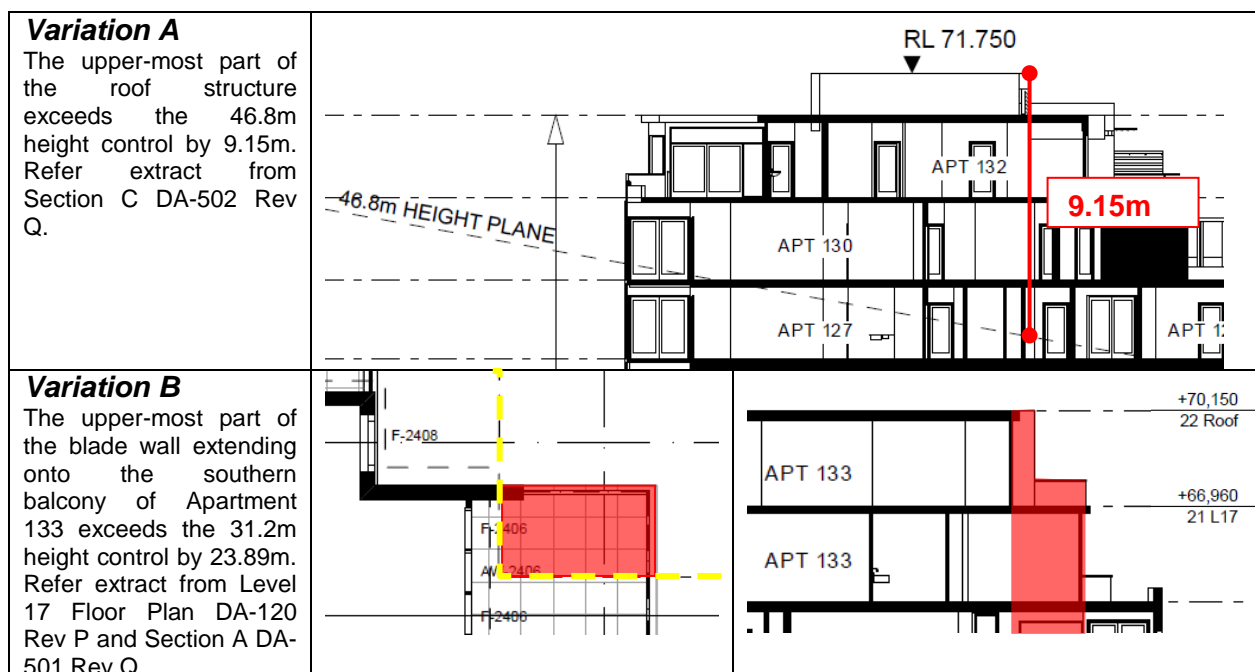 Variation A
The upper-most part of
the roof structure
exceeds the 46.8m
height control by 9.15m.
Refer extract from
Section C DA-502 Rev
Q.
RL 71.750
APT 132
9.15m
46.8m HEIGHT PLANE
APT 130
APT 127
APT 12
Variation B
The upper-most part of
the blade wall extending
onto the southern
balcony of Apartment
133 exceeds the 31.2m
height control by 23.89m.
Refer extract from Level
17 Floor Plan DA-120
Rev P and Section A DA-
501 Rev Q
F-2408
F-2406
AW-2406
F-2406
+70,150
22 Roof
APT 133
+66,960
21 L17
APT 133